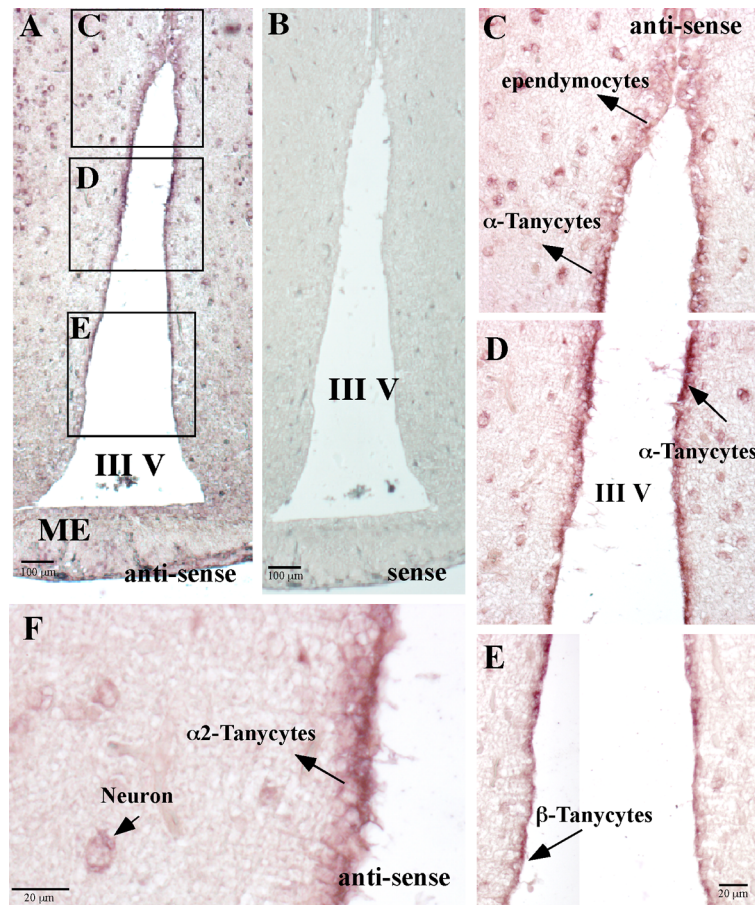 A
C
D
E
III V
ME
100 μm
anti-sense
B
III V
100 μm
sense
C
anti-sense
ependymocytes
α-Tanycytes
D
α-Tanycytes
III V
F
α2-Tanycytes
Neuron
20 μm
anti-sense
E
β-Tanycytes
20 μm